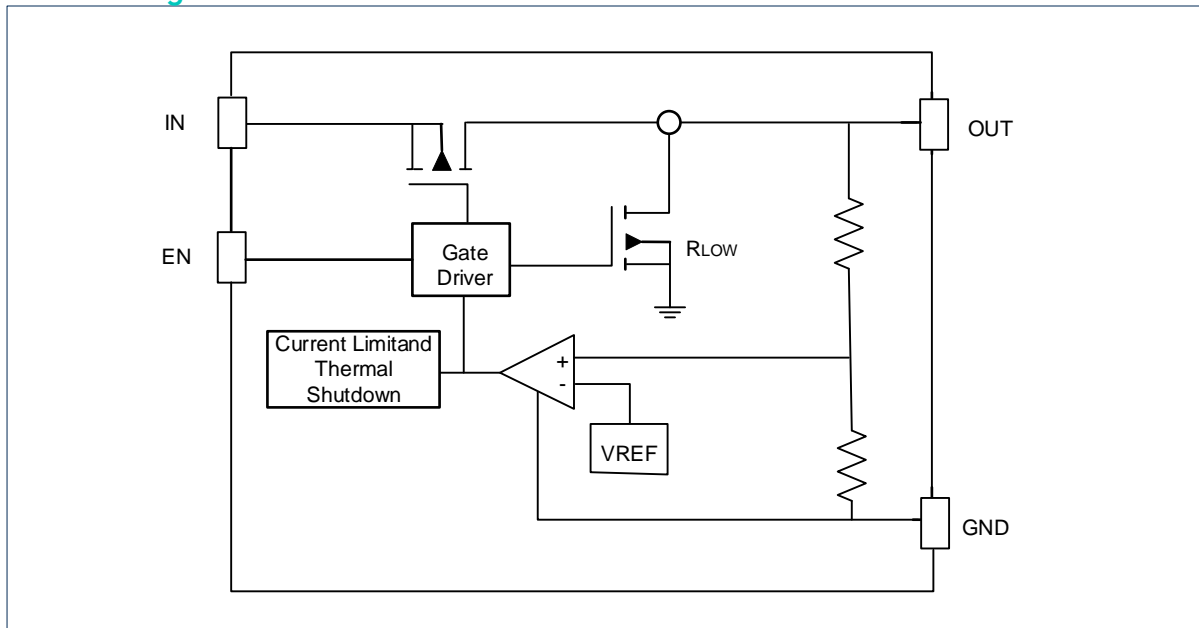 IN
OUT
EN
Gate
Driver
RLOW
Current Limitand
Thermal
Shutdown
+
-
VREF
GND